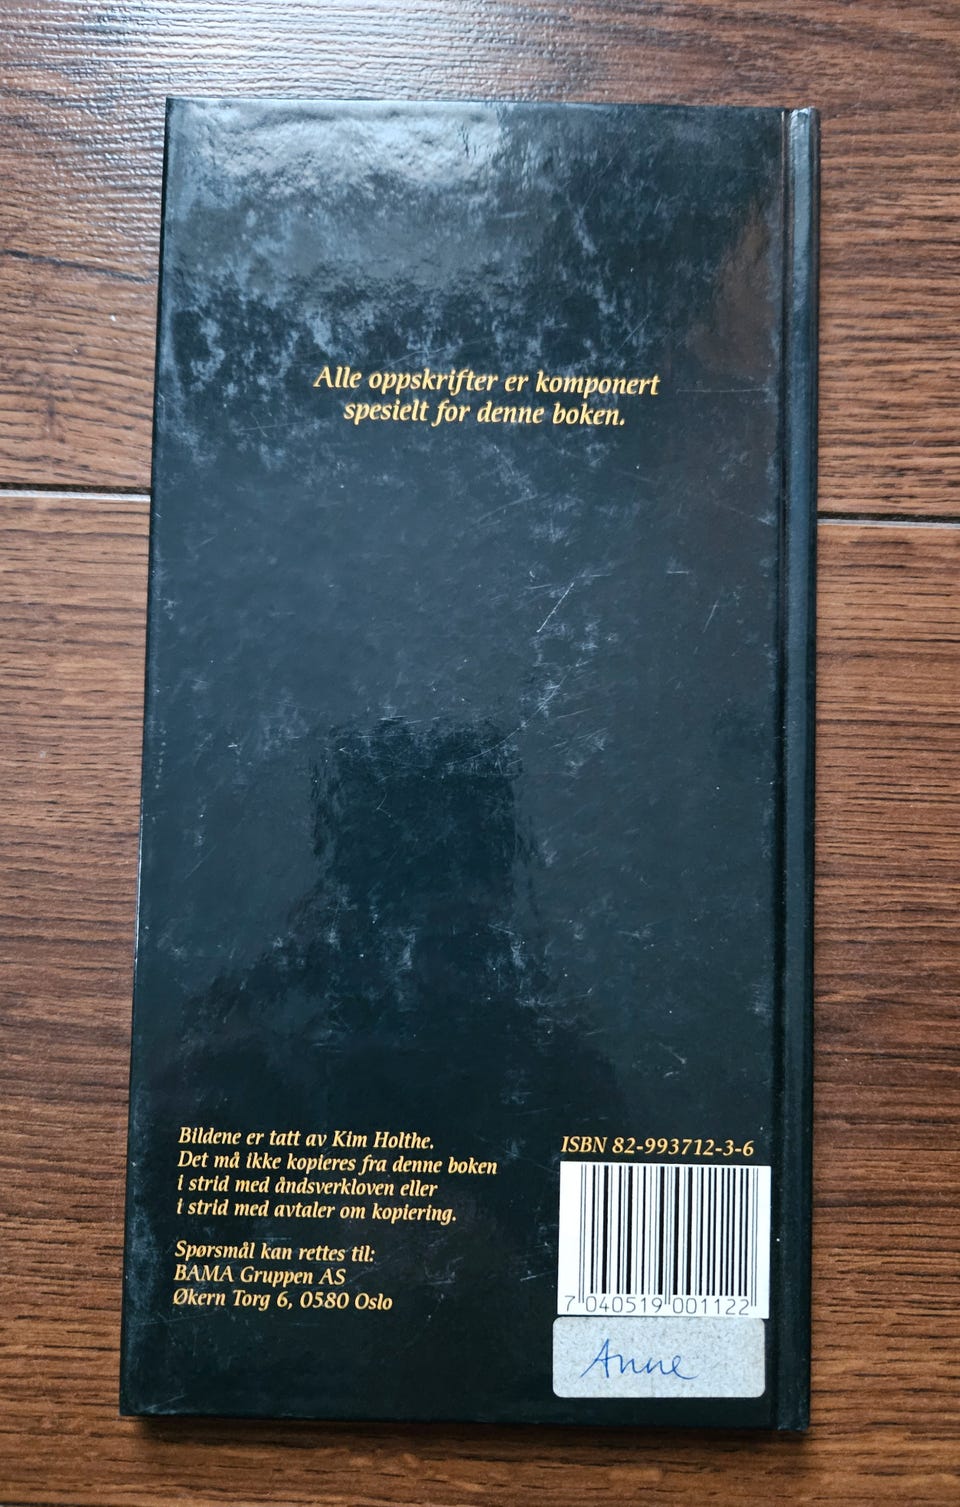 Alle oppskrifter er komponert
spesielt for denne boken.
Bildene er tatt av Kim Holthe.
Det må ikke kopieres fra denne boken
i strid med åndsverkloven eller
i strid med avtaler om kopiering.
Spørsmål kan rettes til:
BAMA Gruppen AS
Økern Torg 6, 0580 Oslo
ISBN 82-993712-3-6
7 040519 001122
Anne